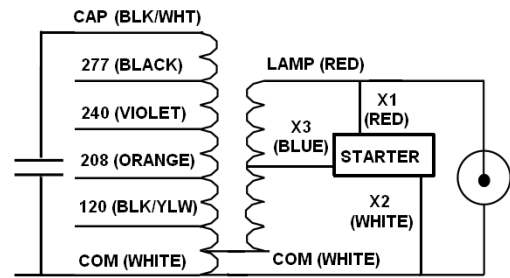 CAP (BLK/WHT)
277 (BLACK)
240 (VIOLET)
208 (ORANGE)
120 (BLK/YLW)
COM (WHITE)
LAMP (RED)
X1
(RED)
X3
(BLUE)
STARTER
X2
(WHITE)
COM (WHITE)